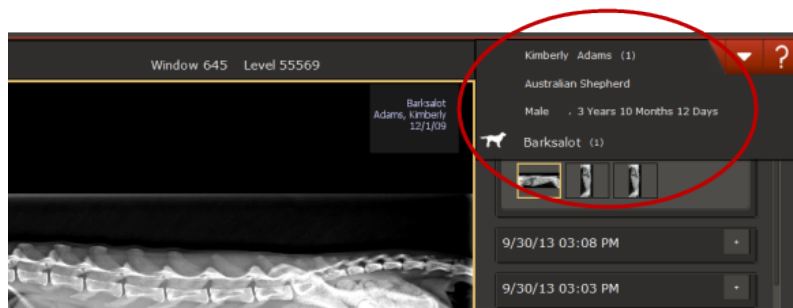 Window 645 Level 55569
Barksalot
Adams, Kimberly
12/1/09
Kimberly Adams (1)
Australian Shepherd
Male . 3 Years 10 Months 12 Days
Barksalot (1)
?
9/30/13 03:08 PM +
9/30/13 03:03 PM +